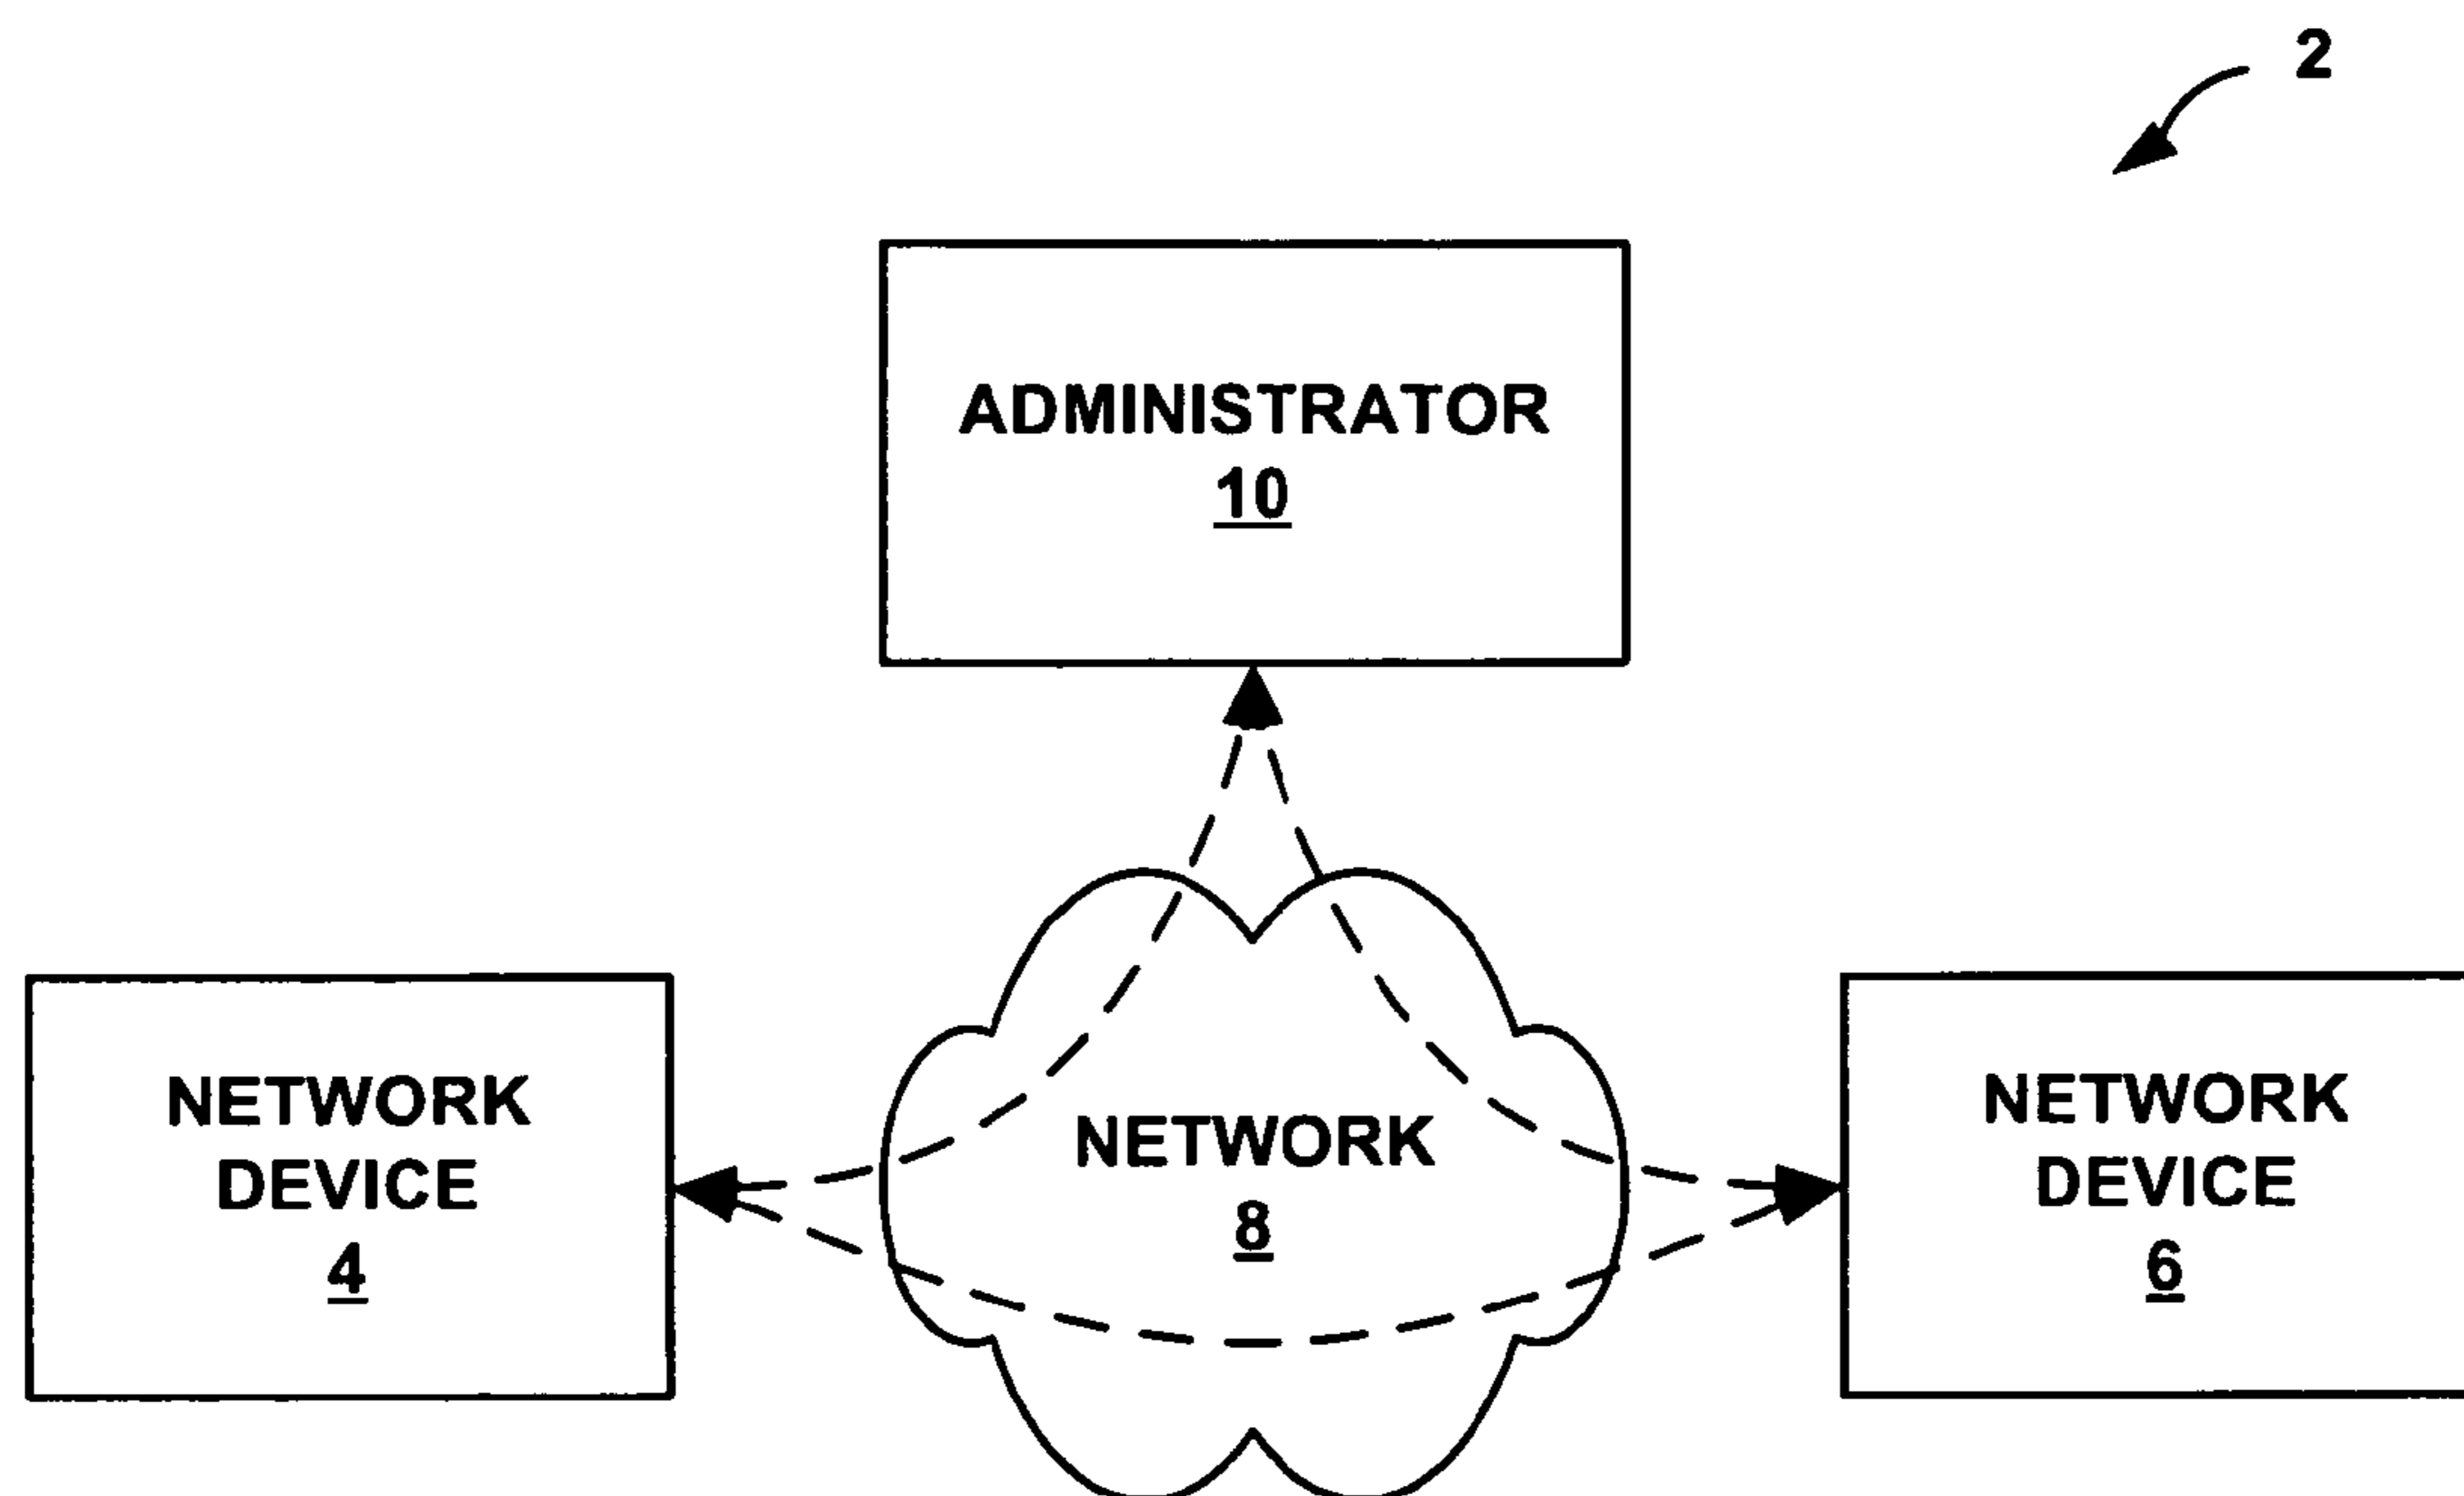 2
ADMINISTRATOR
10
NETWORK
DEVICE
4
NETWORK
8
NETWORK
DEVICE
6